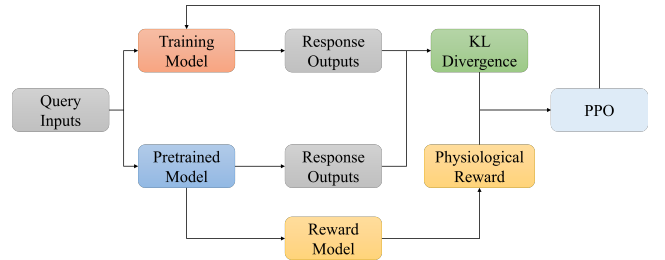 Training
Model
Response
Outputs
KL
Divergence
Query
Inputs
PPO
Pretrained
Model
Response
Outputs
Physiological
Reward
Reward
Model